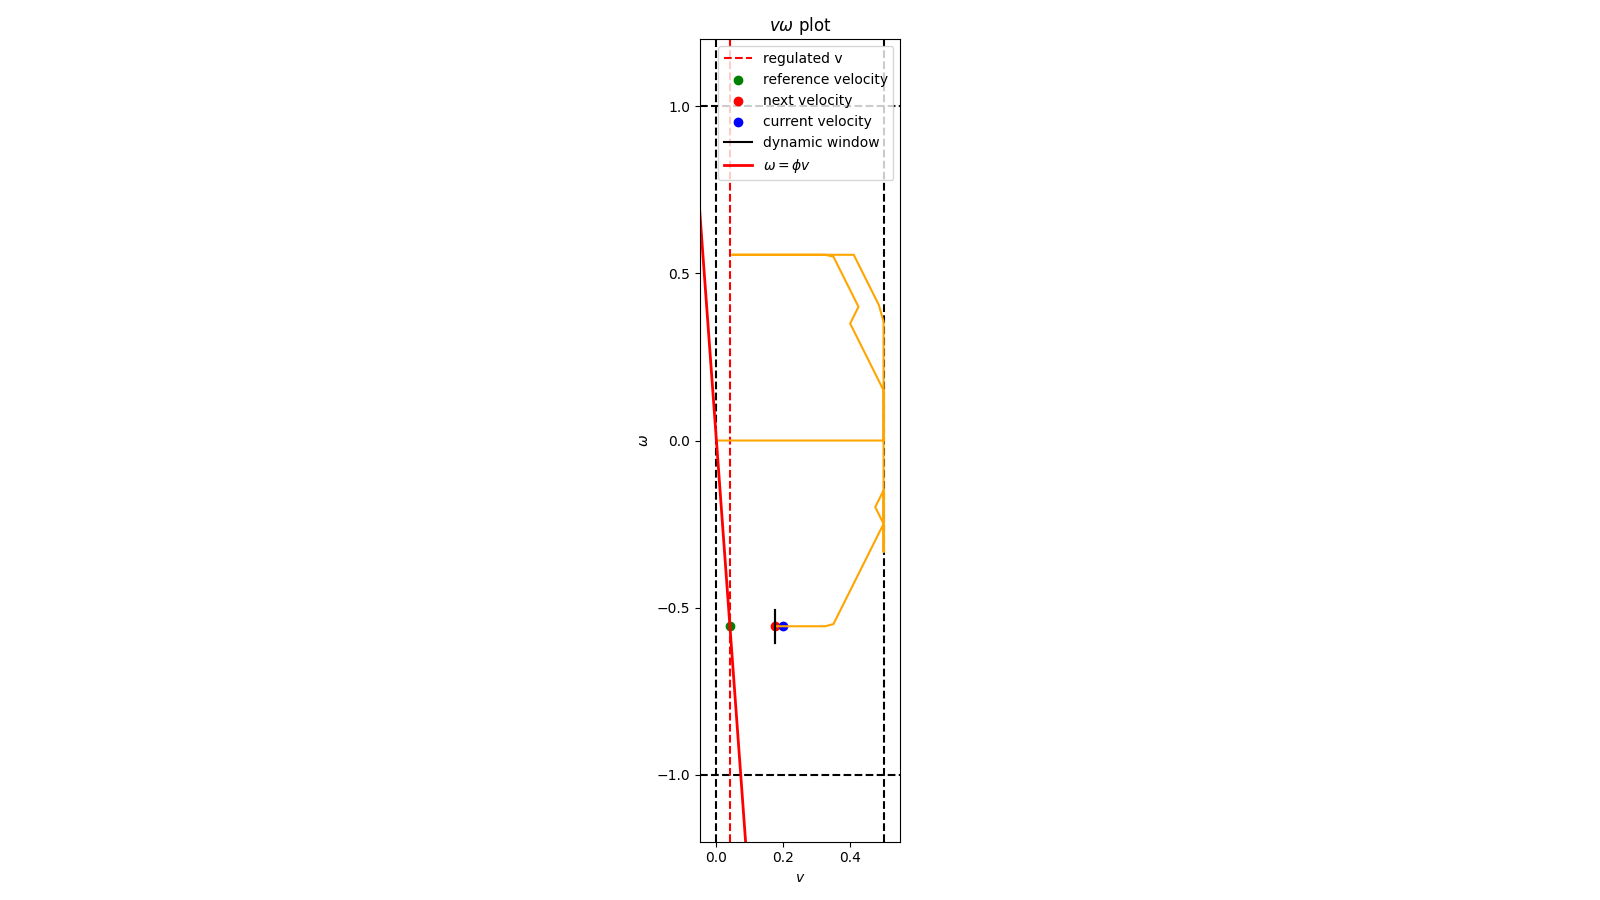 vω plot
regulated v
reference velocity
next velocity
current velocity
dynamic window
ω = ϕv
1.0
0.5
0.0
−0.5
−1.0
ω
0.0 0.2 0.4
v